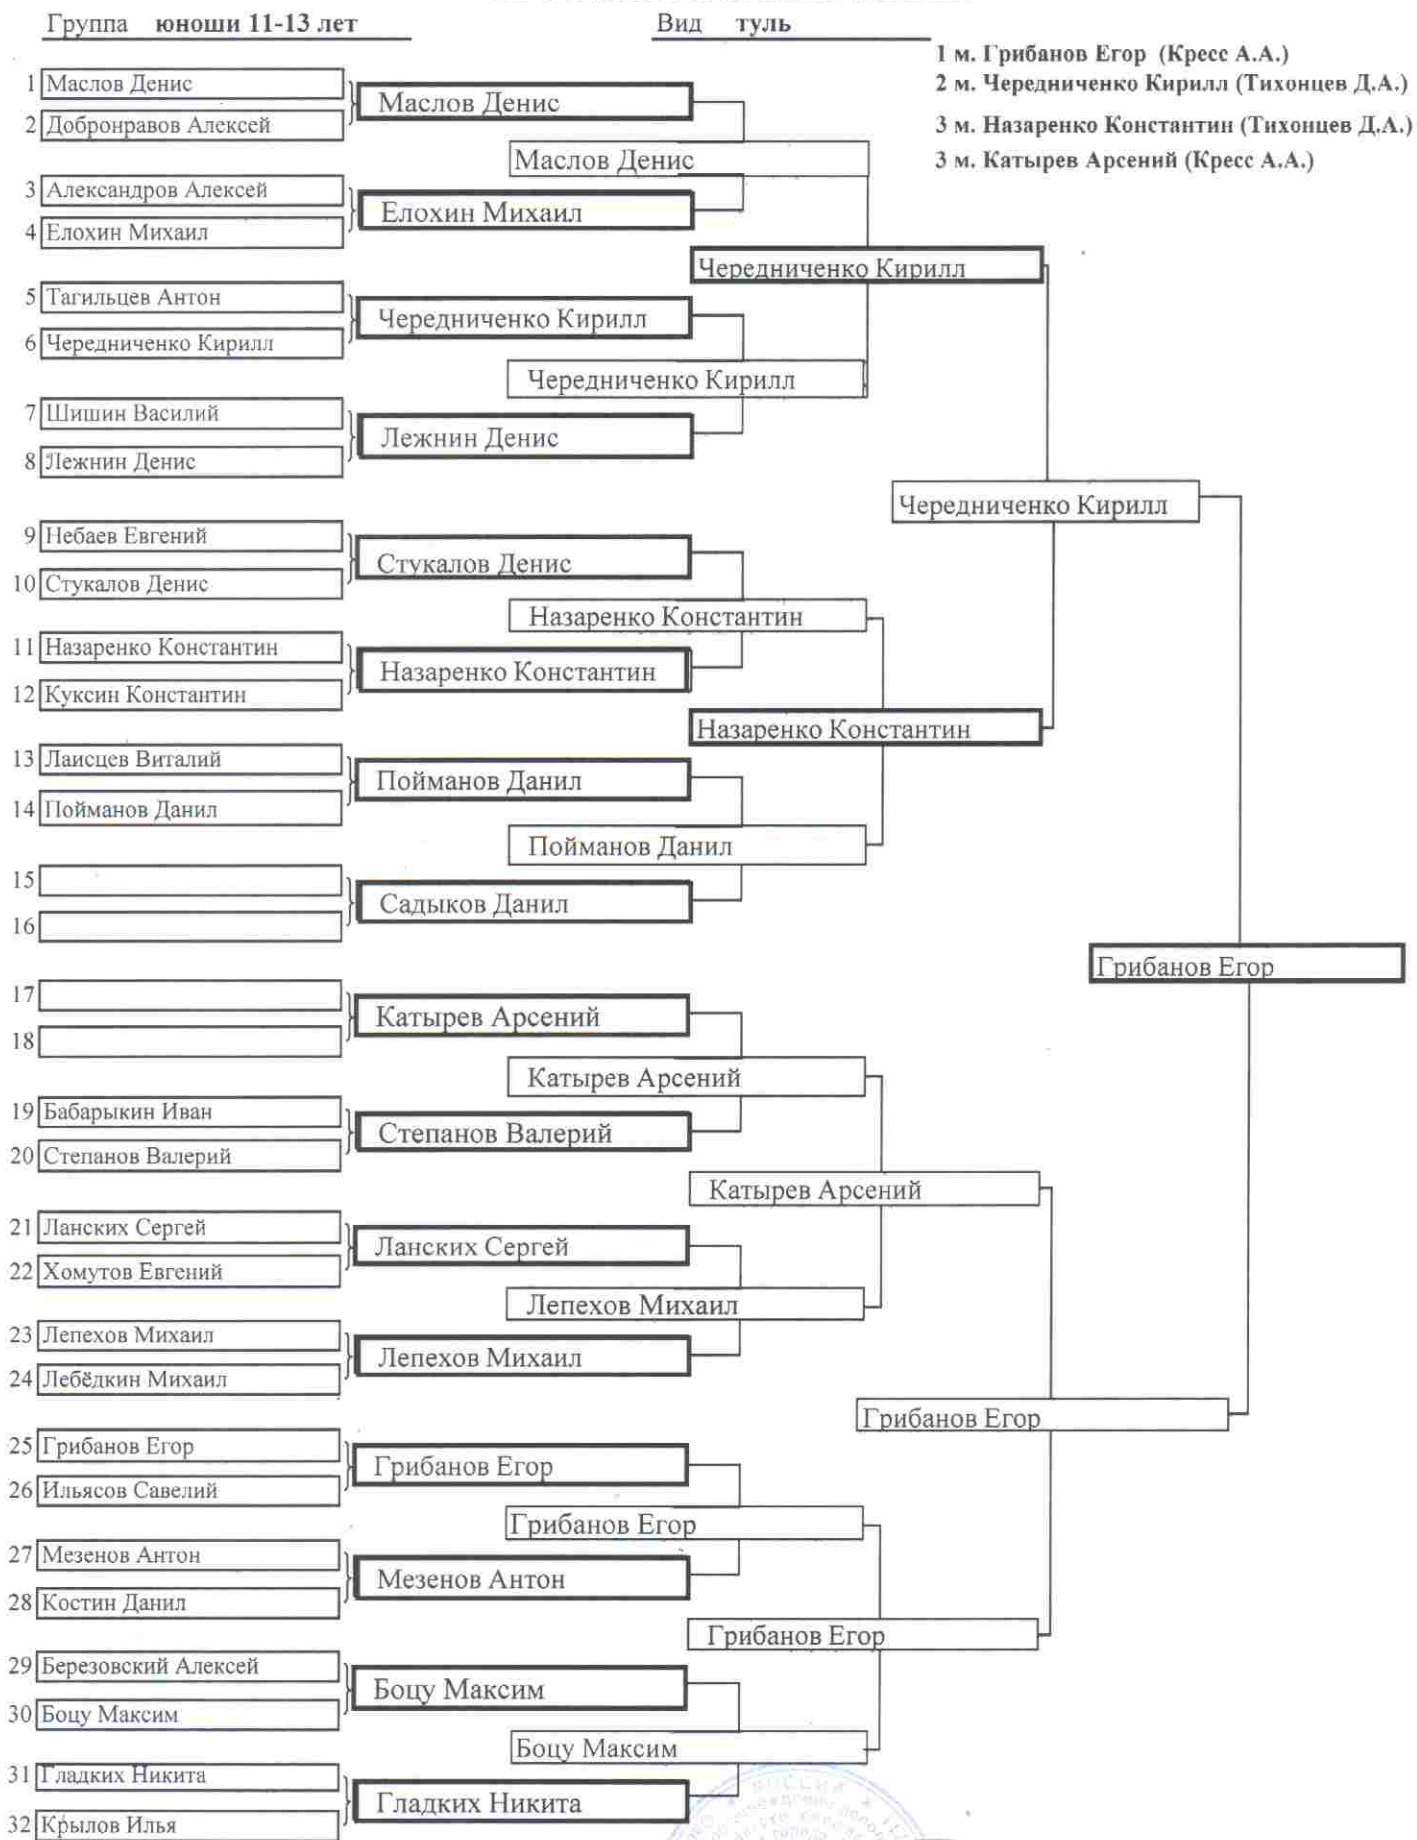 Группа юноши 11-13 лет Вид туль
1 м. Грибанов Егор (Кресс А.А.)
2 м. Чередниченко Кирилл (Тихонцев Д.А.)
3 м. Назаренко Константин (Тихонцев Д.А.)
3 м. Катырев Арсений (Кресс А.А.)
1 Маслов Денис
2 Добронравов Алексей
3 Александров Алексей
4 Елохин Михаил
5 Тагильцев Антон
6 Чередниченко Кирилл
7 Шишин Василий
8 Лежнин Денис
9 Небаев Евгений
10 Стукалов Денис
11 Назаренко Константин
12 Куксин Константин
13 Лаисцев Виталий
14 Пойманов Данил
15
16
17
18
19 Бабарыкин Иван
20 Степанов Валерий
21 Ланских Сергей
22 Хомутов Евгений
23 Лепехов Михаил
24 Лебёдкин Михаил
25 Грибанов Егор
26 Ильясов Савелий
27 Мезенов Антон
28 Костин Данил
29 Березовский Алексей
30 Боцу Максим
31 Гладких Никита
32 Крылов Илья
Маслов Денис
Елохин Михаил
Чередниченко Кирилл
Лежнин Денис
Стукалов Денис
Назаренко Константин
Пойманов Данил
Садыков Данил
Катырев Арсений
Степанов Валерий
Ланских Сергей
Лепехов Михаил
Грибанов Егор
Мезенов Антон
Боцу Максим
Гладких Никита
Маслов Денис
Чередниченко Кирилл
Назаренко Константин
Пойманов Данил
Катырев Арсений
Лепехов Михаил
Грибанов Егор
Боцу Максим
Чередниченко Кирилл
Назаренко Константин
Катырев Арсений
Грибанов Егор
Чередниченко Кирилл
Грибанов Егор
Грибанов Егор